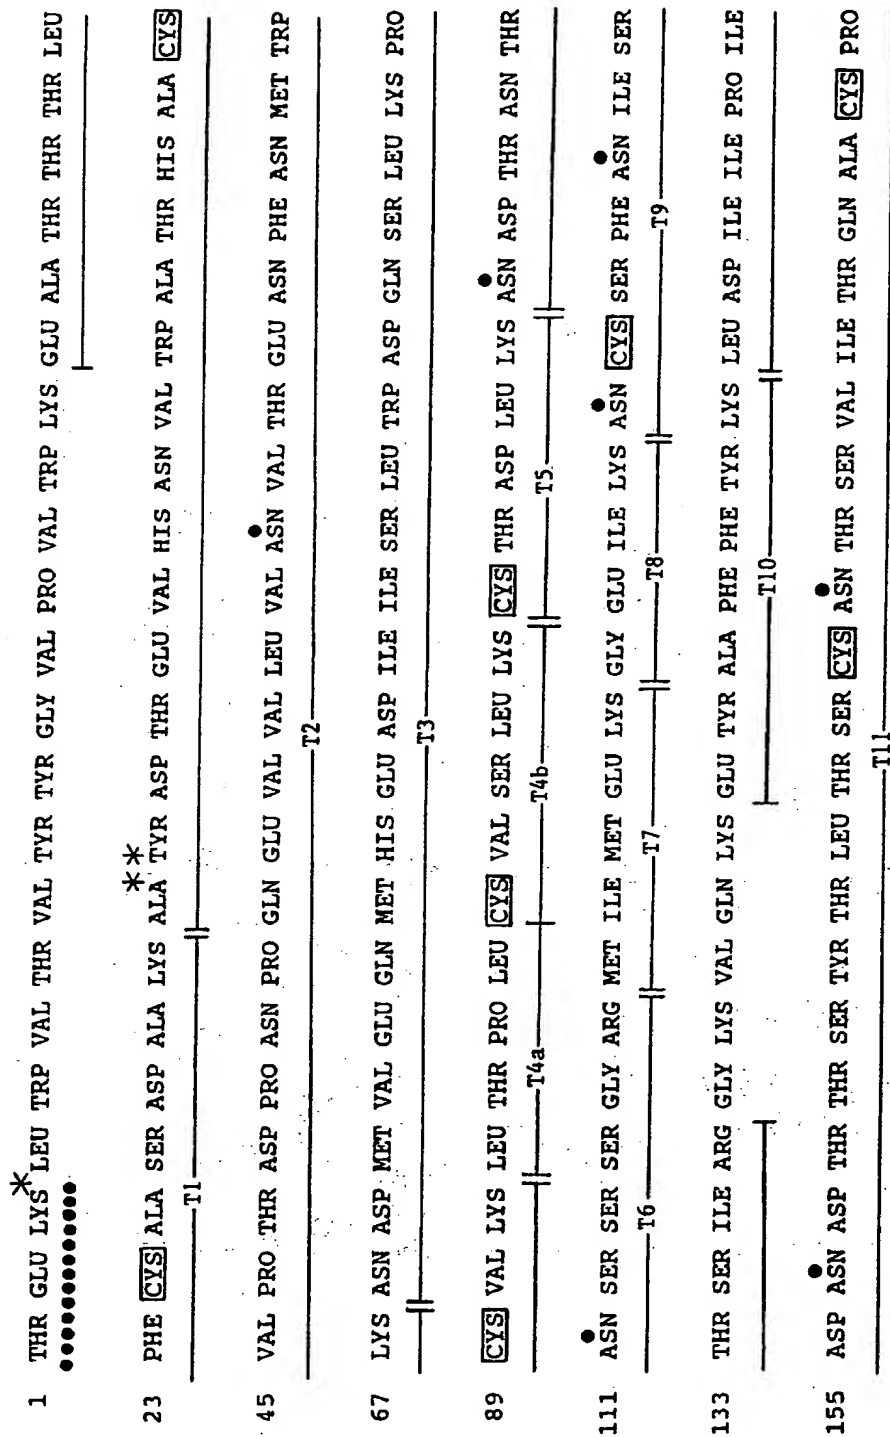 1 THR GLU LYS LEU TRP VAL THR VAL TYR TYR GLY VAL PRO VAL TRP LYS GLU ALA THR THR THR LEU
23 PHE CYS ALA SER ASP ALA LYS ALA TYR ASP THR GLU VAL HIS ASN VAL TRP ALA THR HIS ALA CYS
T1
45 VAL PRO THR ASP PRO ASN PRO GLN GLU VAL VAL LEU VAL ASN VAL THR GLU ASN PHE ASN MET TRP
T2
67 LYS ASN ASP MET VAL GLU GLN MET HIS GLU ASP ILE ILE SER LEU TRP ASP GLN SER LEU LYS PRO
T3
89 CYS VAL LYS LEU THR PRO LEU CYS VAL SER LEU LYS CYS THR ASP LEU LYS ASN ASP THR ASN THR
T4a T4b T5
111 ASN SER SER SER GLY ARG MET ILE MET GLU LYS GLY GLU ILE LYS ASN CYS SER PHE ASN ILE SER
T6 T7 T8 T9
133 THR SER ILE ARG GLY LYS VAL GLN LYS GLU TYR ALA PHE PHE TYR LYS LEU ASP ILE ILE PRO ILE
T10
155 ASP ASN ASP THR THR SER TYR THR LEU THR SER CYS ASN THR SER VAL ILE THR GLN ALA CYS PRO
T11